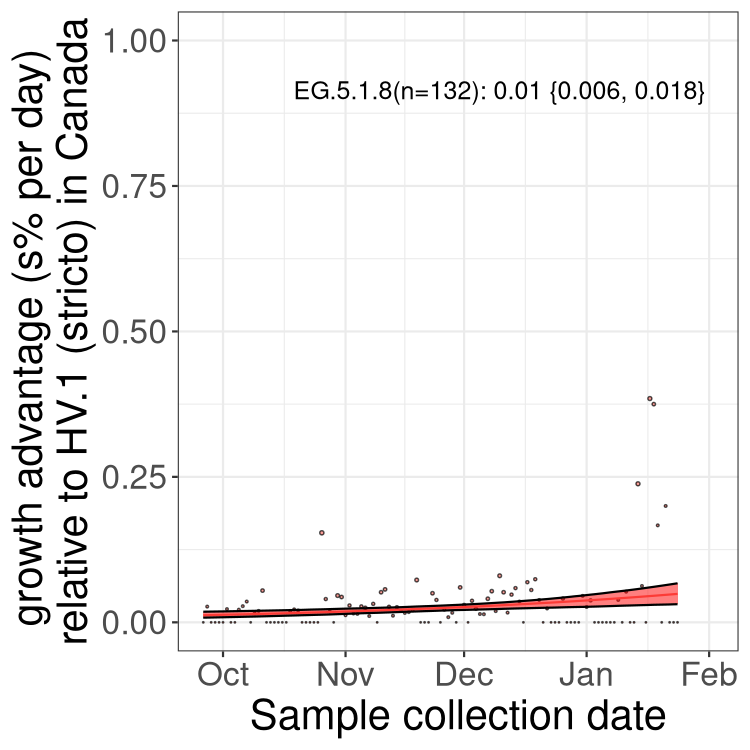 growth advantage (s% per day)
relative to HV.1 (stricto) in Canada
1.00
0.75
0.50
0.25
0.00
EG.5.1.8(n=132): 0.01 {0.006, 0.018}
Oct Nov Dec Jan Feb
Sample collection date